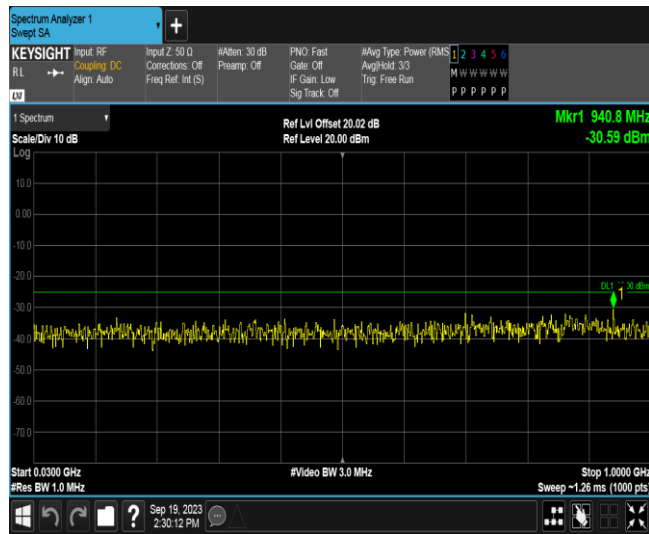 Spectrum Analyzer 1
Swept SA
+
KEYSIGHT Input: RF
RL Coupling: DC
Align: Auto
LXI
Input Z: 50 Ω
Corrections: Off
Freq Ref: Int (S)
#Atten: 30 dB
Preamp: Off
PNO: Fast
Gate: Off
IF Gain: Low
Sig Track: Off
#Avg Type: Power (RMS
Avg|Hold: 3/3
Trig: Free Run
1 2 3 4 5 6
M W W W W W
P P P P P P
1 Spectrum
Scale/Div 10 dB
Log
Ref Lvl Offset 20.02 dB
Ref Level 20.00 dBm
Mkr1 940.8 MHz
-30.59 dBm
10.0
0.00
-10.0
-20.0
DL1 00 dBm
1
-30.0
-40.0
-50.0
-60.0
-70.0
Start 0.0300 GHz
#Res BW 1.0 MHz
#Video BW 3.0 MHz
Stop 1.0000 GHz
Sweep ~1.26 ms (1000 pts)
?
Sep 19, 2023
2:30:12 PM